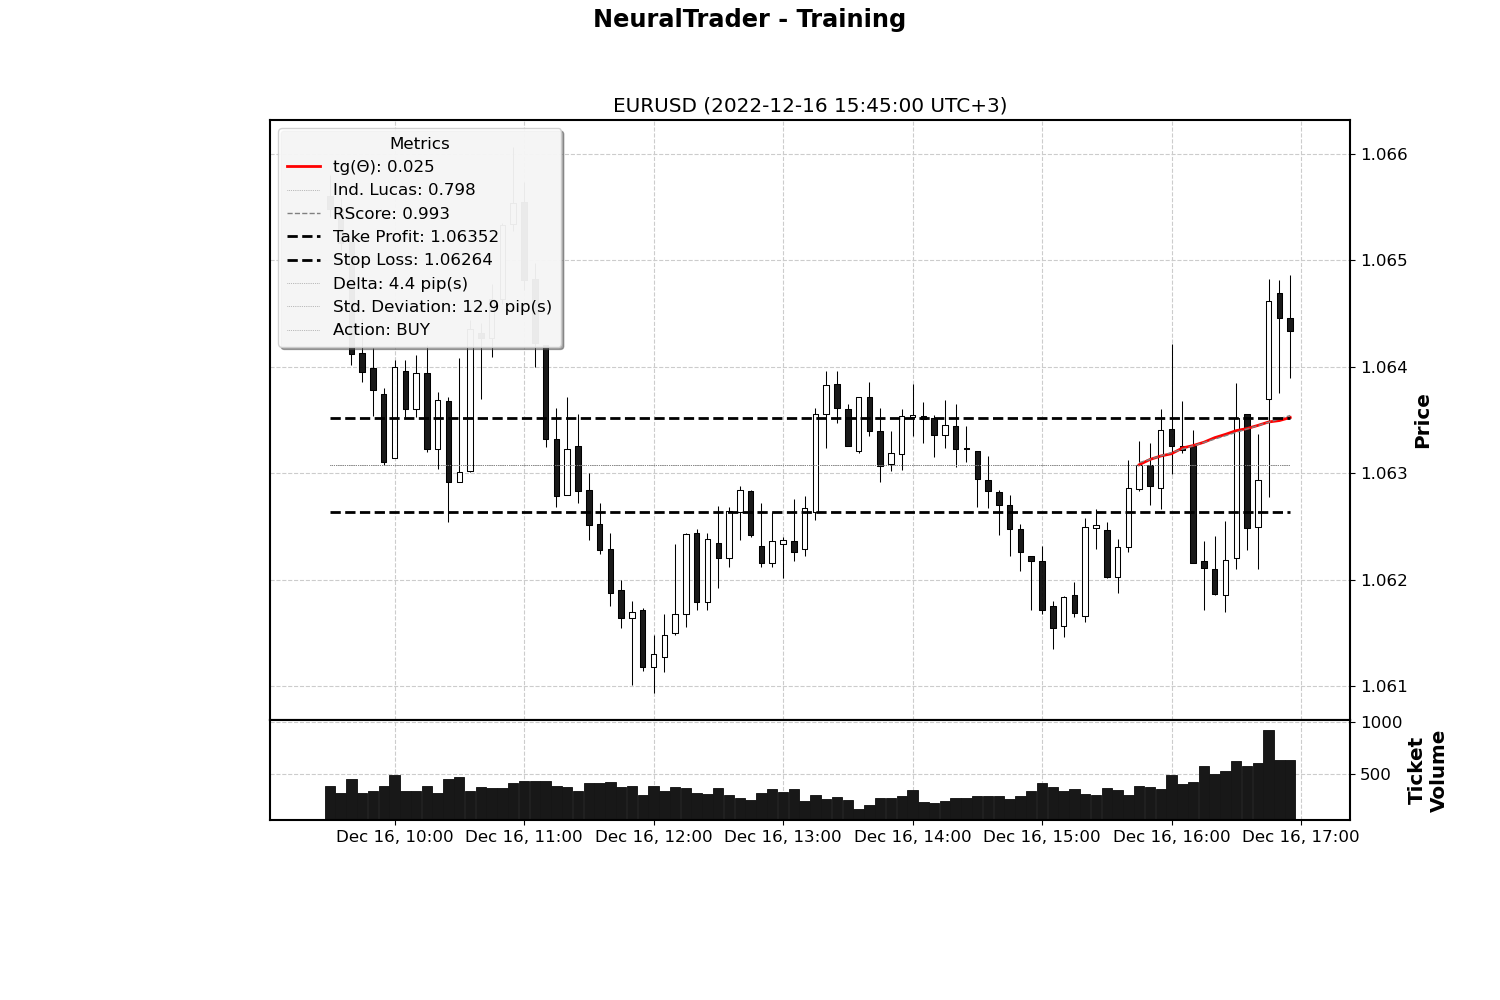 NeuralTrader - Training
EURUSD (2022-12-16 15:45:00 UTC+3)
Metrics
tg(Θ): 0.025
Ind. Lucas: 0.798
RScore: 0.993
Take Profit: 1.06352
Stop Loss: 1.06264
Delta: 4.4 pip(s)
Std. Deviation: 12.9 pip(s)
Action: BUY
1.066
1.065
1.064
1.063
1.062
1.061
Price
1000
500
Ticket
Volume
Dec 16, 10:00
Dec 16, 11:00
Dec 16, 12:00
Dec 16, 13:00
Dec 16, 14:00
Dec 16, 15:00
Dec 16, 16:00
Dec 16, 17:00